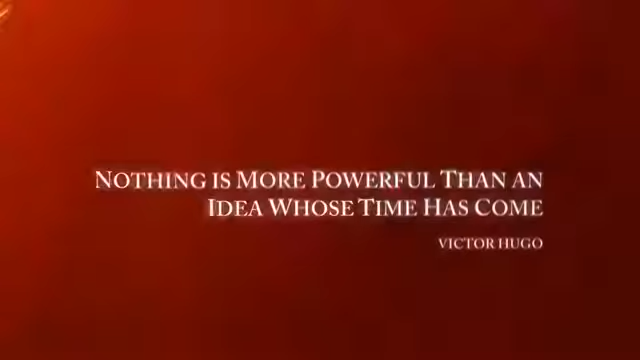 NOTHING IS MORE POWERFUL THAN AN
IDEA WHOSE TIME HAS COME
VICTOR HUGO